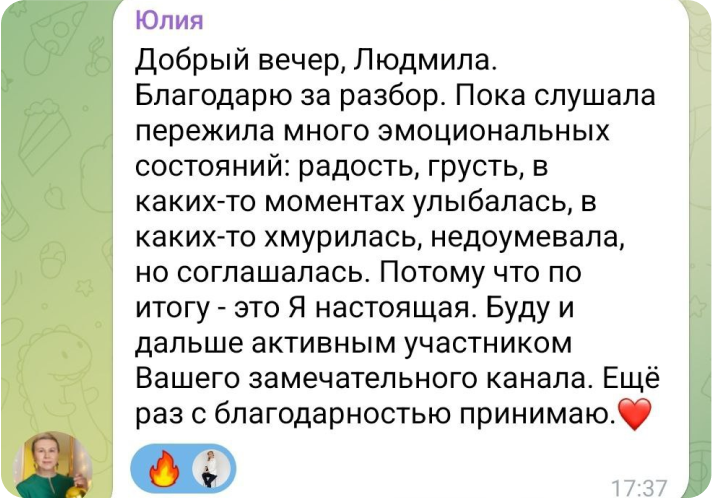 Юлия
Добрый вечер, Людмила.
Благодарю за разбор. Пока слушала
пережила много эмоциональных
состояний: радость, грусть, в
каких-то моментах улыбалась, в
каких-то хмурилась, недоумевала,
но соглашалась. Потому что по
итогу - это Я настоящая. Буду и
дальше активным участником
Вашего замечательного канала. Ещё
раз с благодарностью принимаю.❤️
17:37